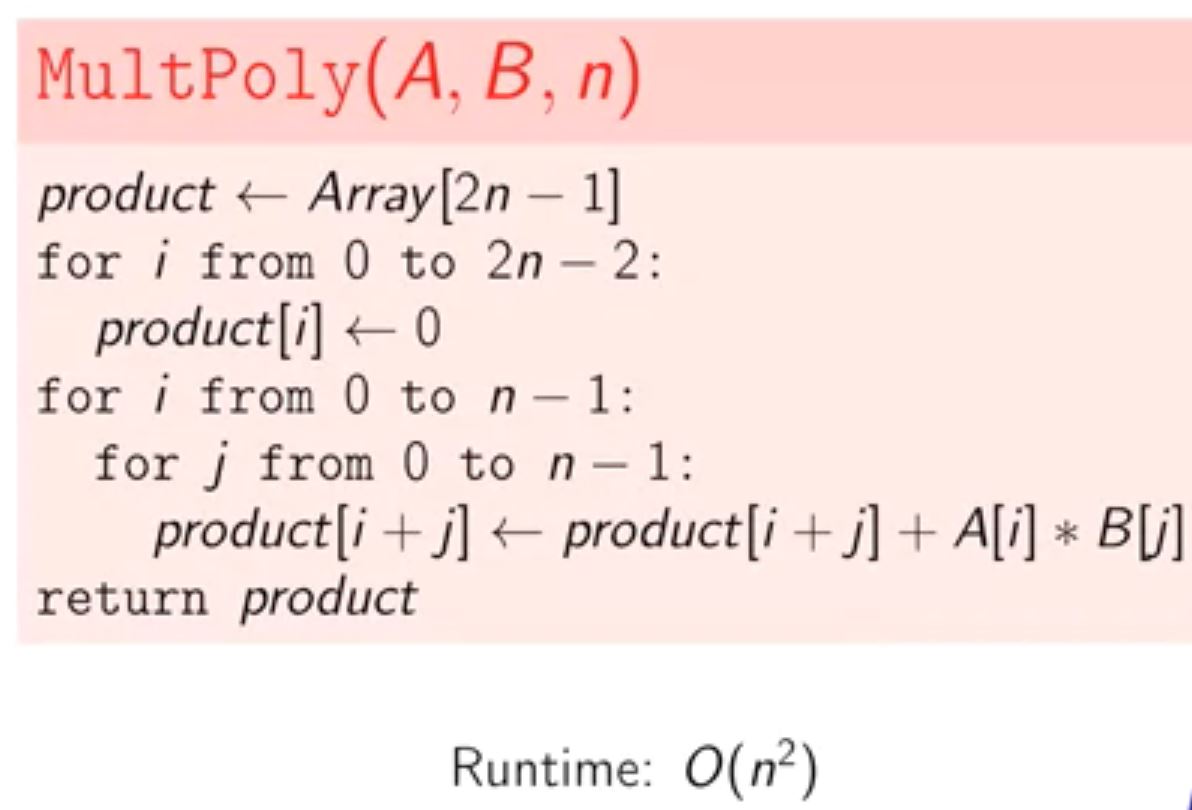 MultPoly(A, B, n)
product ← Array[2n − 1]
for i from 0 to 2n − 2:
product[i] ← 0
for i from 0 to n − 1:
for j from 0 to n − 1:
product[i + j] ← product[i + j] + A[i] * B[j]
return product
Runtime: O(n²)